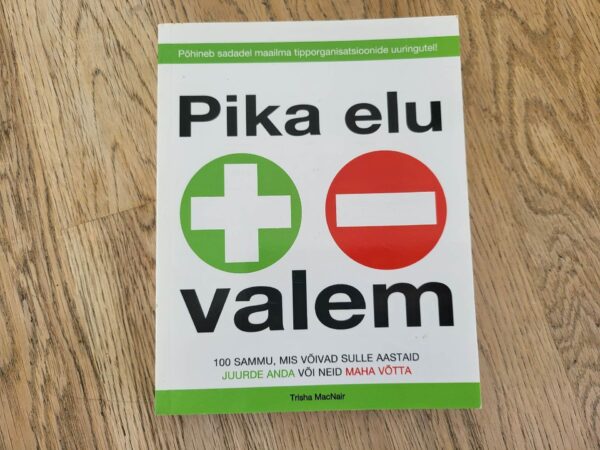 Põhineb sadadel maailma tipporganisatsioonide uuringutel!
Pika elu
valem
100 SAMMU, MIS VÕIVAD SULLE AASTAID
JUURDE ANDA VÕI NEID MAHA VÕTTA
Trisha MacNair